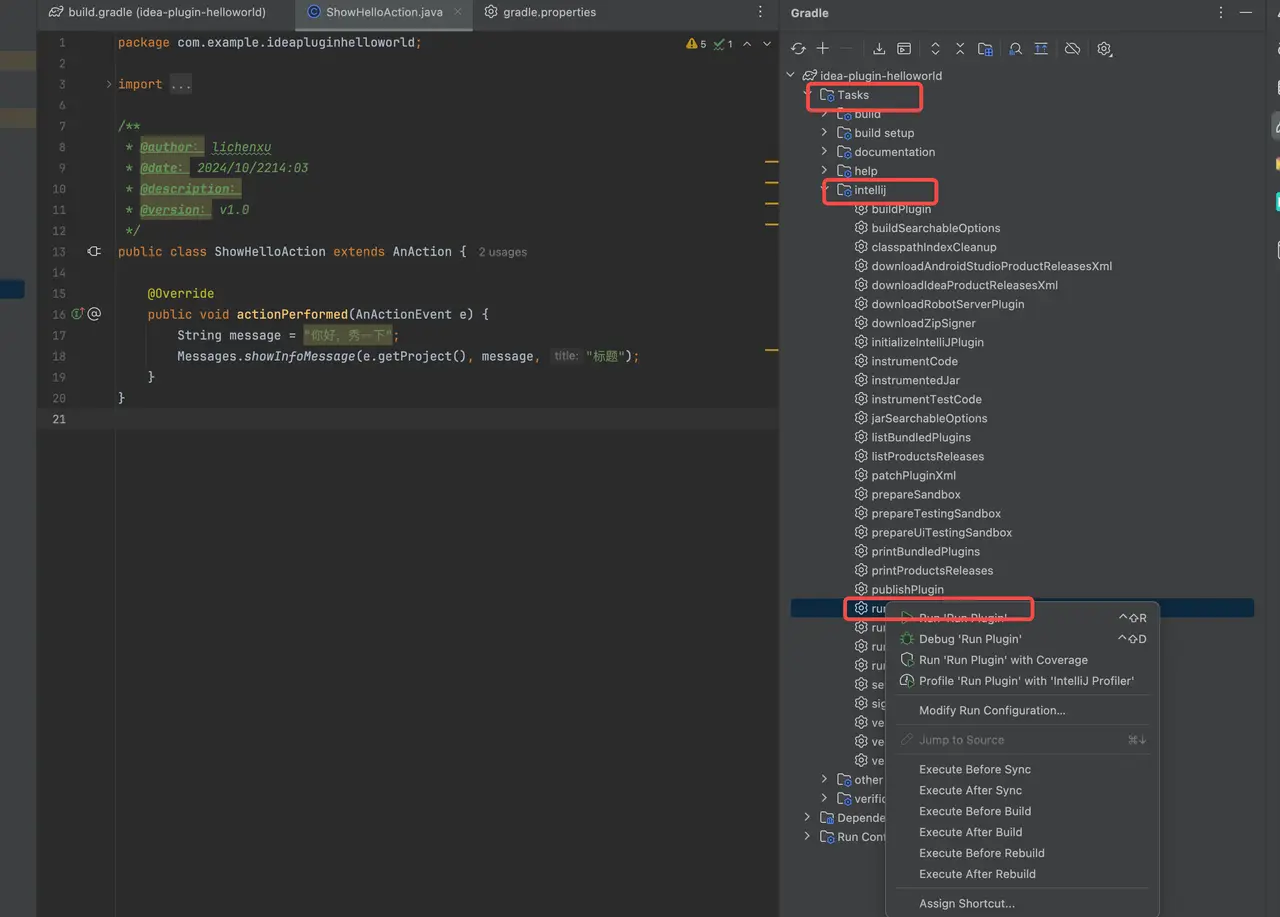 build.gradle (idea-plugin-helloworld)
ShowHelloAction.java
gradle.properties
1 package com.example.ideapluginhelloworld;
5
1
2
3 import ...
6
7 /**
8 * @author: lichenxu
9 * @date: 2024/10/2214:03
10 * @description:
11 * @version: v1.0
12 */
13 public class ShowHelloAction extends AnAction { 2 usages
14
15 @Override
16 public void actionPerformed(AnActionEvent e) {
17 String message = "你好，秀一下";
18 Messages.showInfoMessage(e.getProject(), message, title: "标题");
19 }
20 }
21
Gradle
idea-plugin-helloworld
Tasks
build
build setup
documentation
help
intellij
buildPlugin
buildSearchableOptions
classpathIndexCleanup
downloadAndroidStudioProductReleasesXml
downloadIdeaProductReleasesXml
downloadRobotServerPlugin
downloadZipSigner
initializeIntelliJPlugin
instrumentCode
instrumentedJar
instrumentTestCode
jarSearchableOptions
listBundledPlugins
listProductsReleases
patchPluginXml
prepareSandbox
prepareTestingSandbox
prepareUiTestingSandbox
printBundledPlugins
printProductsReleases
publishPlugin
ru
ru
ru
ru
se
sig
ve
ve
ve
other
verific
Depende
Run Con
Run 'Run Plugin' ^⇧R
Debug 'Run Plugin' ^⇧D
Run 'Run Plugin' with Coverage
Profile 'Run Plugin' with 'IntelliJ Profiler'
Modify Run Configuration...
Jump to Source ⌘↓
Execute Before Sync
Execute After Sync
Execute Before Build
Execute After Build
Execute Before Rebuild
Execute After Rebuild
Assign Shortcut...